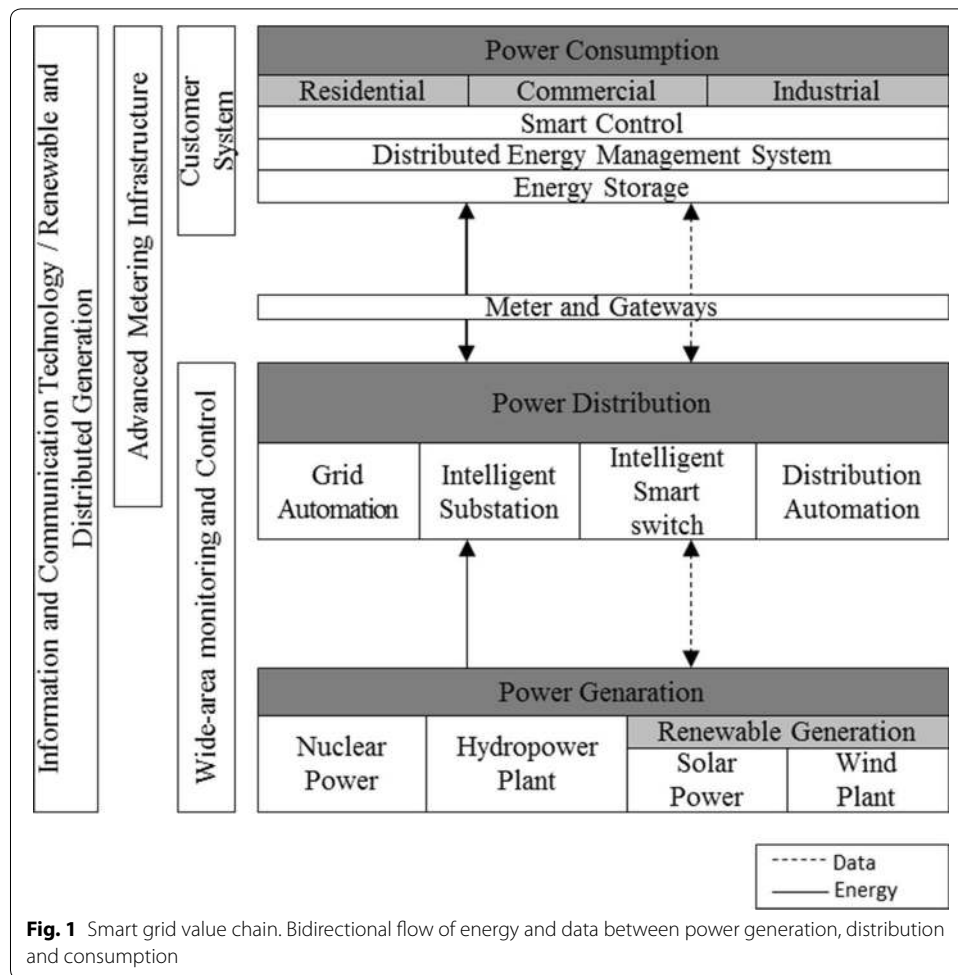 Information and Communication Technology / Renewable and
Distributed Generation
Advanced Metering Infrastructure
Customer
System
Wide-area monitoring and Control
Power Consumption
Residential
Commercial
Industrial
Smart Control
Distributed Energy Management System
Energy Storage
Meter and Gateways
Power Distribution
Grid
Automation
Intelligent
Substation
Intelligent
Smart
switch
Distribution
Automation
Power Genaration
Nuclear
Power
Hydropower
Plant
Renewable Generation
Solar
Power
Wind
Plant
Data
Energy
Fig. 1 Smart grid value chain. Bidirectional flow of energy and data between power generation, distribution
and consumption